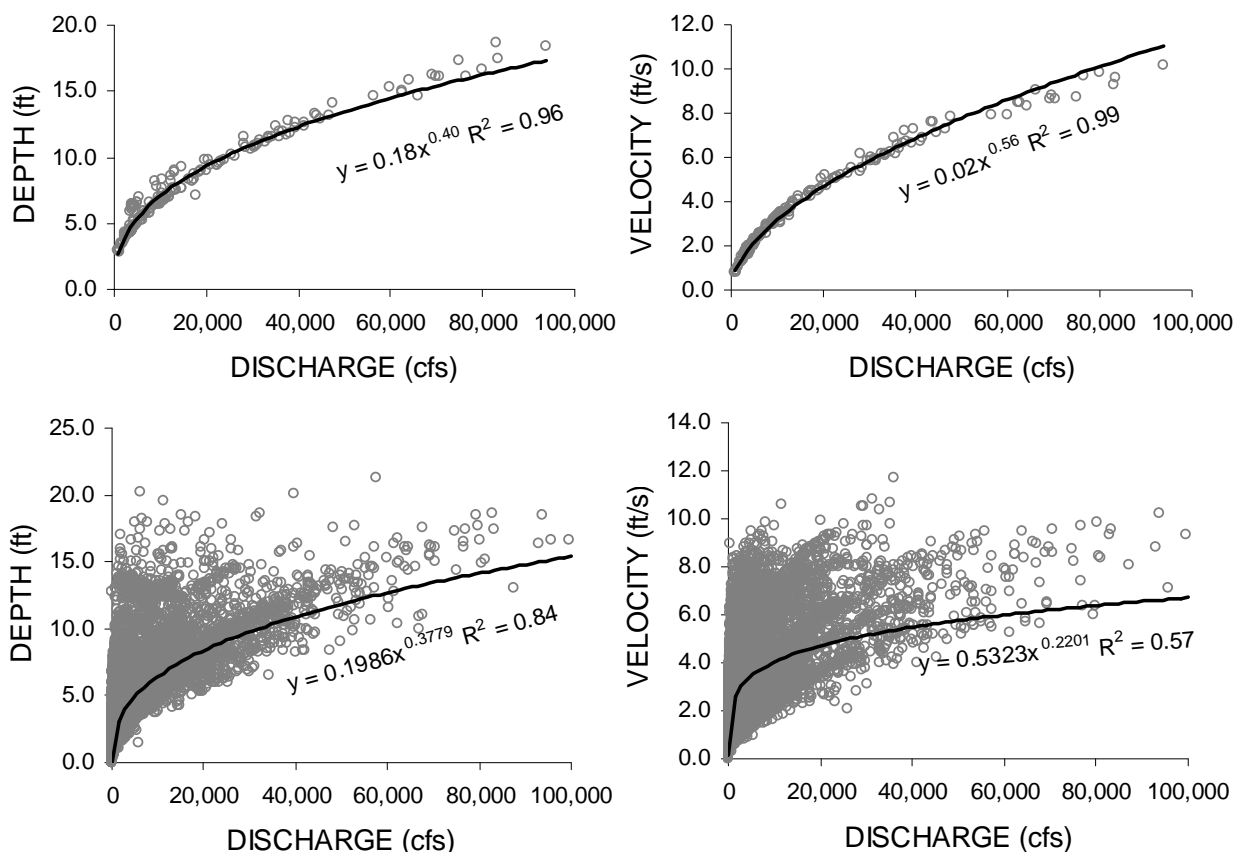 20.0
15.0
10.0
5.0
0.0
DEPTH (ft)
y = 0.18x^0.40 R^2 = 0.96
0 20,000 40,000 60,000 80,000 100,000
DISCHARGE (cfs)
12.0
10.0
8.0
6.0
4.0
2.0
0.0
VELOCITY (ft/s)
y = 0.02x^0.56 R^2 = 0.99
0 20,000 40,000 60,000 80,000 100,000
DISCHARGE (cfs)
25.0
20.0
15.0
10.0
5.0
0.0
DEPTH (ft)
y = 0.1986x^0.3779 R^2 = 0.84
0 20,000 40,000 60,000 80,000 100,000
DISCHARGE (cfs)
14.0
12.0
10.0
8.0
6.0
4.0
2.0
0.0
VELOCITY (ft/s)
y = 0.5323x^0.2201 R^2 = 0.57
0 20,000 40,000 60,000 80,000 100,000
DISCHARGE (cfs)